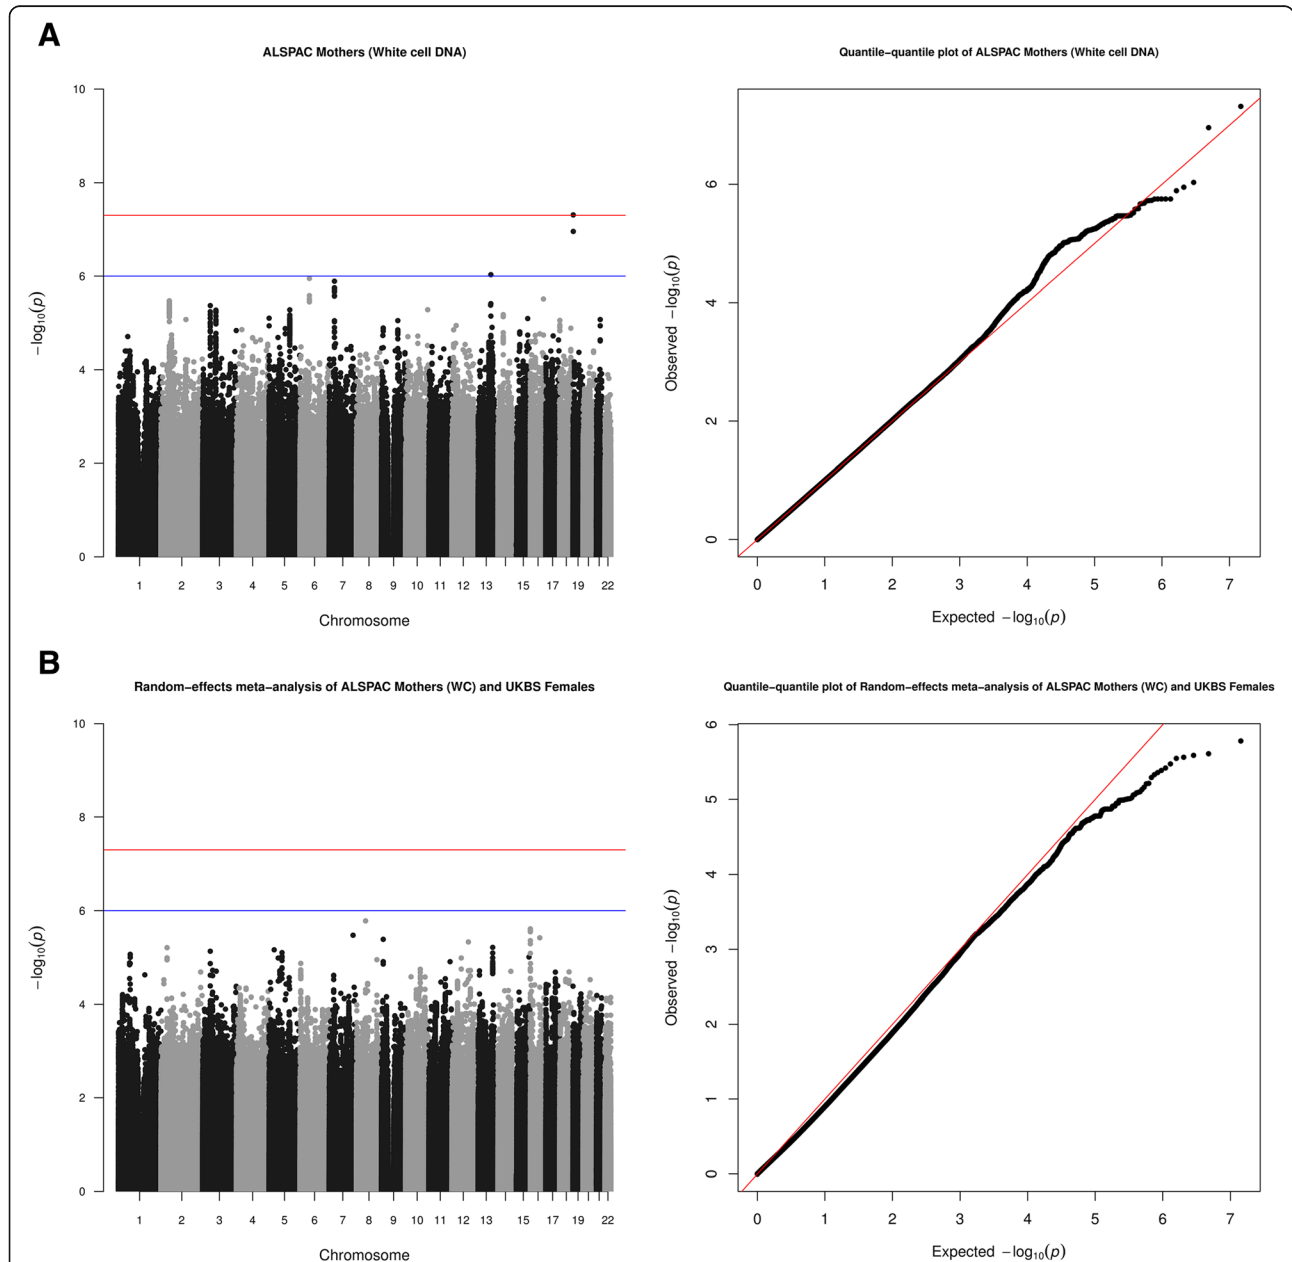 A
ALSPAC Mothers (White cell DNA)
10
8
6
4
2
0
−log10(p)
1 2 3 4 5 6 7 8 9 10 11 12 13 15 17 19 22
Chromosome
Quantile−quantile plot of ALSPAC Mothers (White cell DNA)
6
4
2
0
Observed −log10(p)
0 1 2 3 4 5 6 7
Expected −log10(p)
B
Random−effects meta−analysis of ALSPAC Mothers (WC) and UKBS Females
10
8
6
4
2
0
−log10(p)
1 2 3 4 5 6 7 8 9 10 11 12 13 15 17 19 22
Chromosome
Quantile−quantile plot of Random−effects meta−analysis of ALSPAC Mothers (WC) and UKBS Females
6
5
4
3
2
1
0
Observed −log10(p)
0 1 2 3 4 5 6 7
Expected −log10(p)